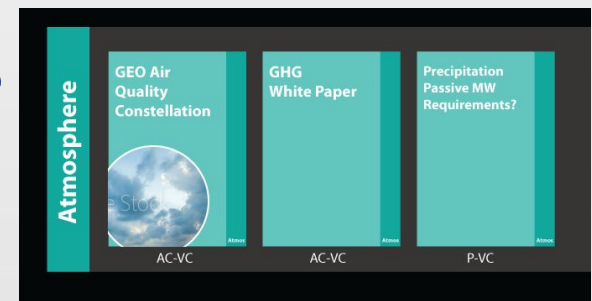 Atmosphere
GEO Air
Quality
Constellation
Atmos
AC-VC
GHG
White Paper
Atmos
AC-VC
Precipitation
Passive MW
Requirements?
Atmos
P-VC